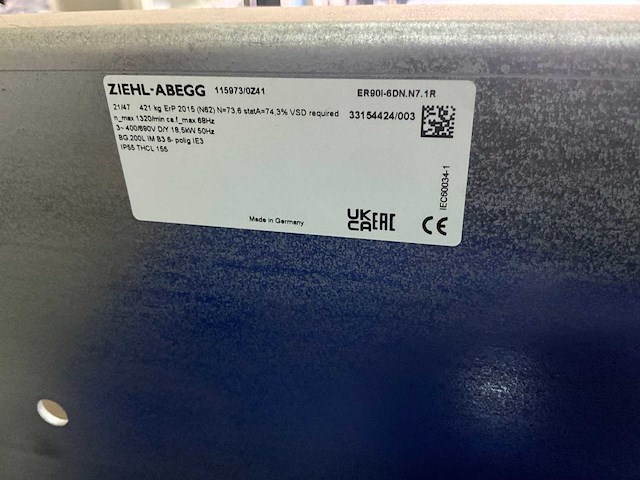 ZIEHL-ABEGG 115973/0Z41 ER90I-6DN.N7.1R
21/47 421 kg ErP 2015 (N62) N=73,6 statA=74,3% VSD required 33154424/003
n_max 1320/min ca f_max 68Hz
3~ 400/690V D/Y 18,5kW 50Hz
BG.200L IM B3 6- polig IE3
IP55 THCL 155
IEC60034-1
Made in Germany UK CA EAC CE